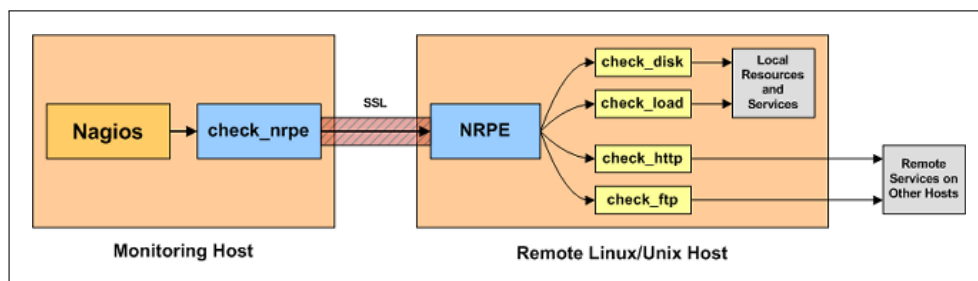 Nagios
check_nrpe
SSL
NRPE
check_disk
check_load
check_http
check_ftp
Local
Resources
and
Services
Remote
Services on
Other Hosts
Monitoring Host
Remote Linux/Unix Host